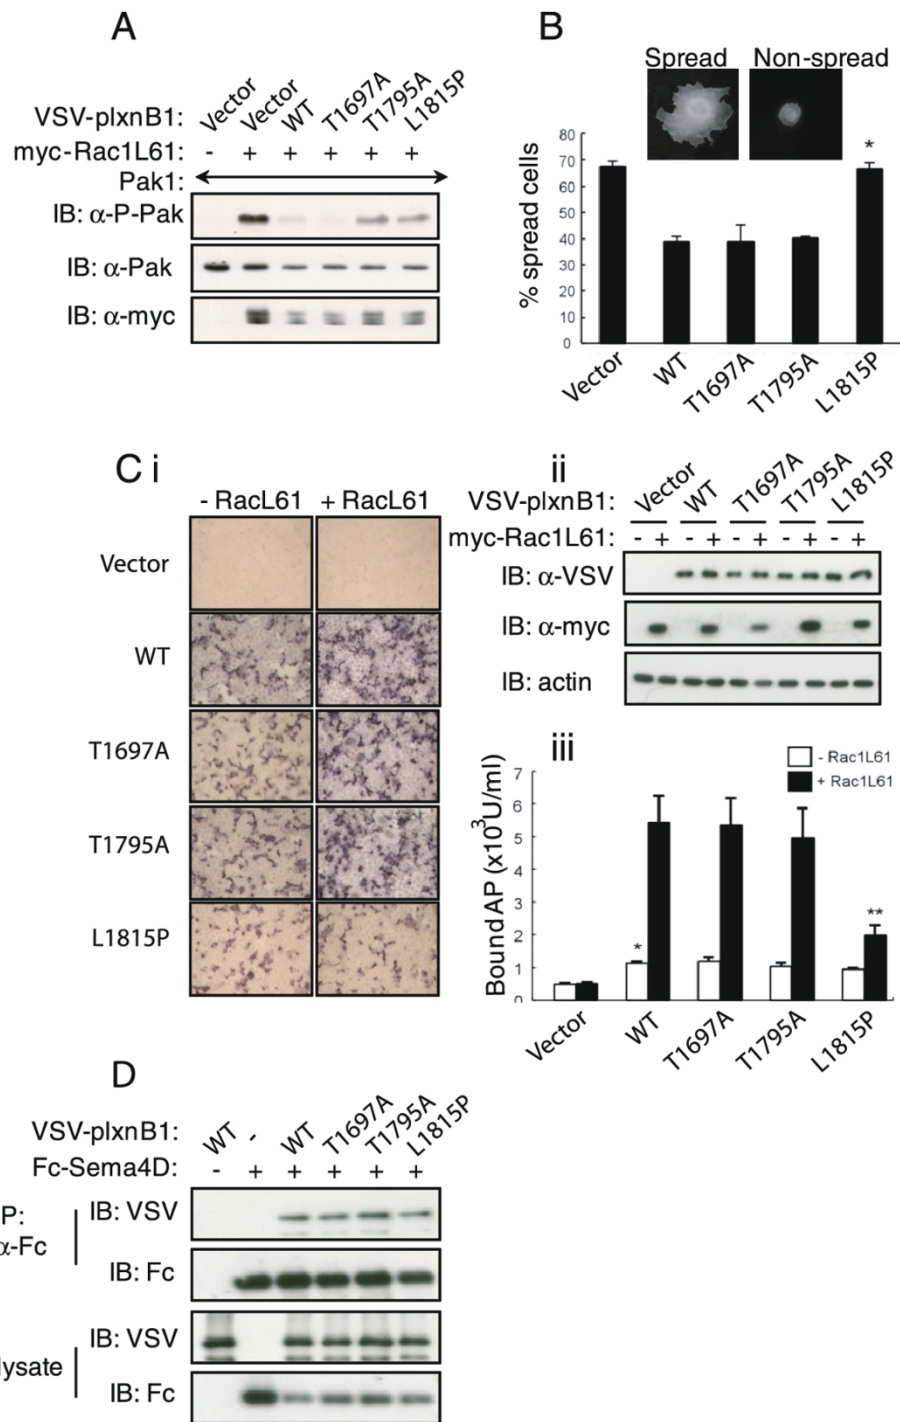 A
VSV-plxnB1: Vector Vector WT T1697A T1795A L1815P
myc-Rac1L61: - + + + + +
Pak1:
IB: α-P-Pak
IB: α-Pak
IB: α-myc
B
Spread Non-spread
% spread cells
80
70
60
50
40
30
20
10
0
*
Vector WT T1697A T1795A L1815P
C i
- RacL61 + RacL61
Vector
WT
T1697A
T1795A
L1815P
ii
VSV-plxnB1: Vector WT T1697A T1795A L1815P
myc-Rac1L61: - + - + - + - + - +
IB: α-VSV
IB: α-myc
IB: actin
iii
- Rac1L61
+ Rac1L61
Bound AP (x10³U/ml)
7
6
5
4
3
2
1
0
*
**
Vector WT T1697A T1795A L1815P
D
VSV-plxnB1: WT - WT T1697A T1795A L1815P
Fc-Sema4D: - + + + + +
P:
α-Fc
IB: VSV
IB: Fc
lysate
IB: VSV
IB: Fc